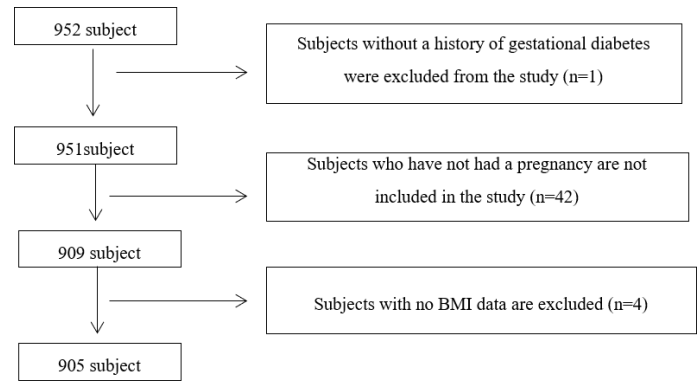 952 subject
Subjects without a history of gestational diabetes
were excluded from the study (n=1)
951subject
Subjects who have not had a pregnancy are not
included in the study (n=42)
909 subject
Subjects with no BMI data are excluded (n=4)
905 subject